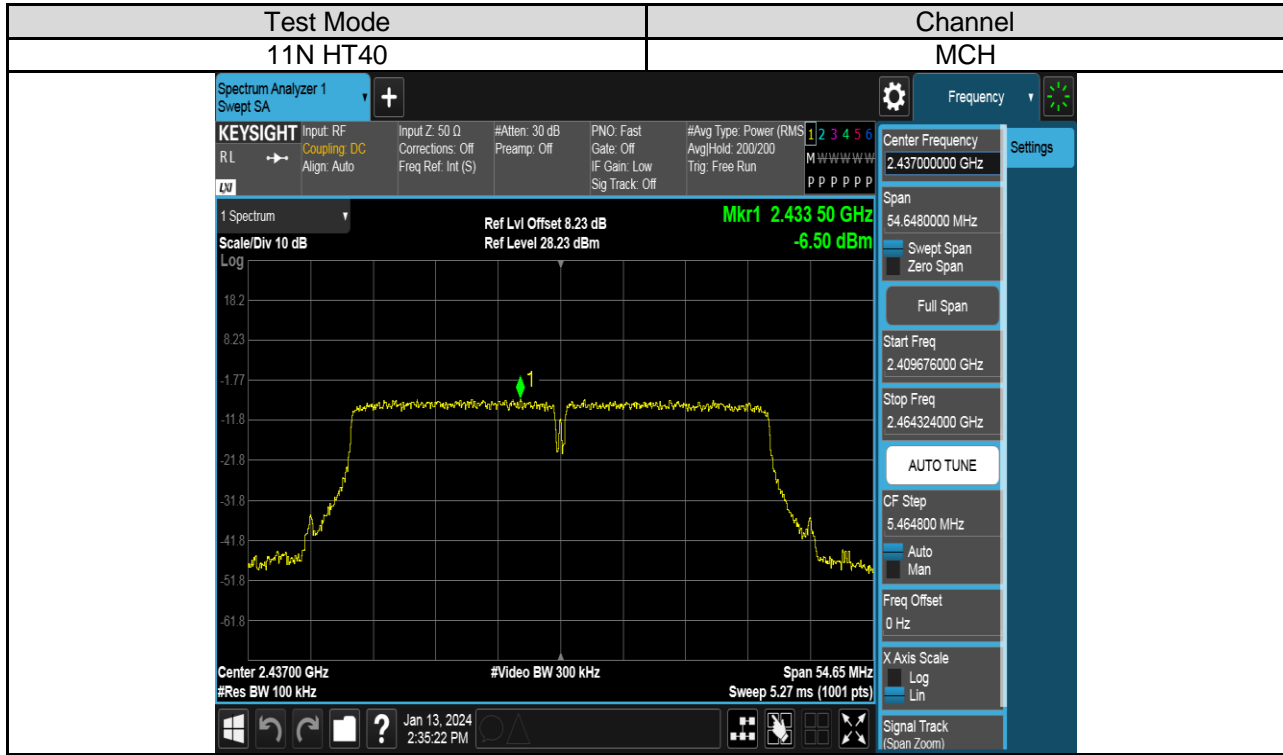 Test Mode Channel
11N HT40 MCH
Spectrum Analyzer 1
Swept SA
+
Frequency
KEYSIGHT
RL
LXI
Input: RF
Coupling: DC
Align: Auto
Input Z: 50 Ω
Corrections: Off
Freq Ref: Int (S)
#Atten: 30 dB
Preamp: Off
PNO: Fast
Gate: Off
IF Gain: Low
Sig Track: Off
#Avg Type: Power (RMS
Avg|Hold: 200/200
Trig: Free Run
1 2 3 4 5 6
M W W W W W
P P P P P P
1 Spectrum
Scale/Div 10 dB
Log
Ref Lvl Offset 8.23 dB
Ref Level 28.23 dBm
Mkr1 2.433 50 GHz
-6.50 dBm
18.2
8.23
-1.77
-11.8
-21.8
-31.8
-41.8
-51.8
-61.8
1
Center 2.43700 GHz
#Res BW 100 kHz
#Video BW 300 kHz
Span 54.65 MHz
Sweep 5.27 ms (1001 pts)
?
Jan 13, 2024
2:35:22 PM
Center Frequency
2.437000000 GHz
Settings
Span
54.6480000 MHz
Swept Span
Zero Span
Full Span
Start Freq
2.409676000 GHz
Stop Freq
2.464324000 GHz
AUTO TUNE
CF Step
5.464800 MHz
Auto
Man
Freq Offset
0 Hz
X Axis Scale
Log
Lin
Signal Track
(Span Zoom)